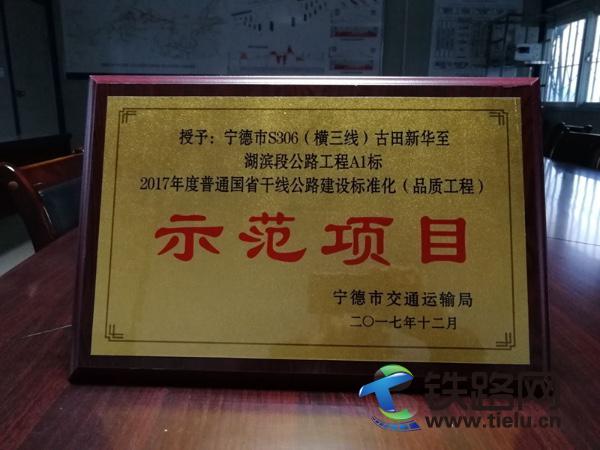 授予：宁德市S306（横三线）古田新华至
湖滨段公路工程A1标
2017年度普通国省干线公路建设标准化（品质工程）
示范项目
宁德市交通运输局
二〇一七年十二月
铁路网
www.tielu.cn